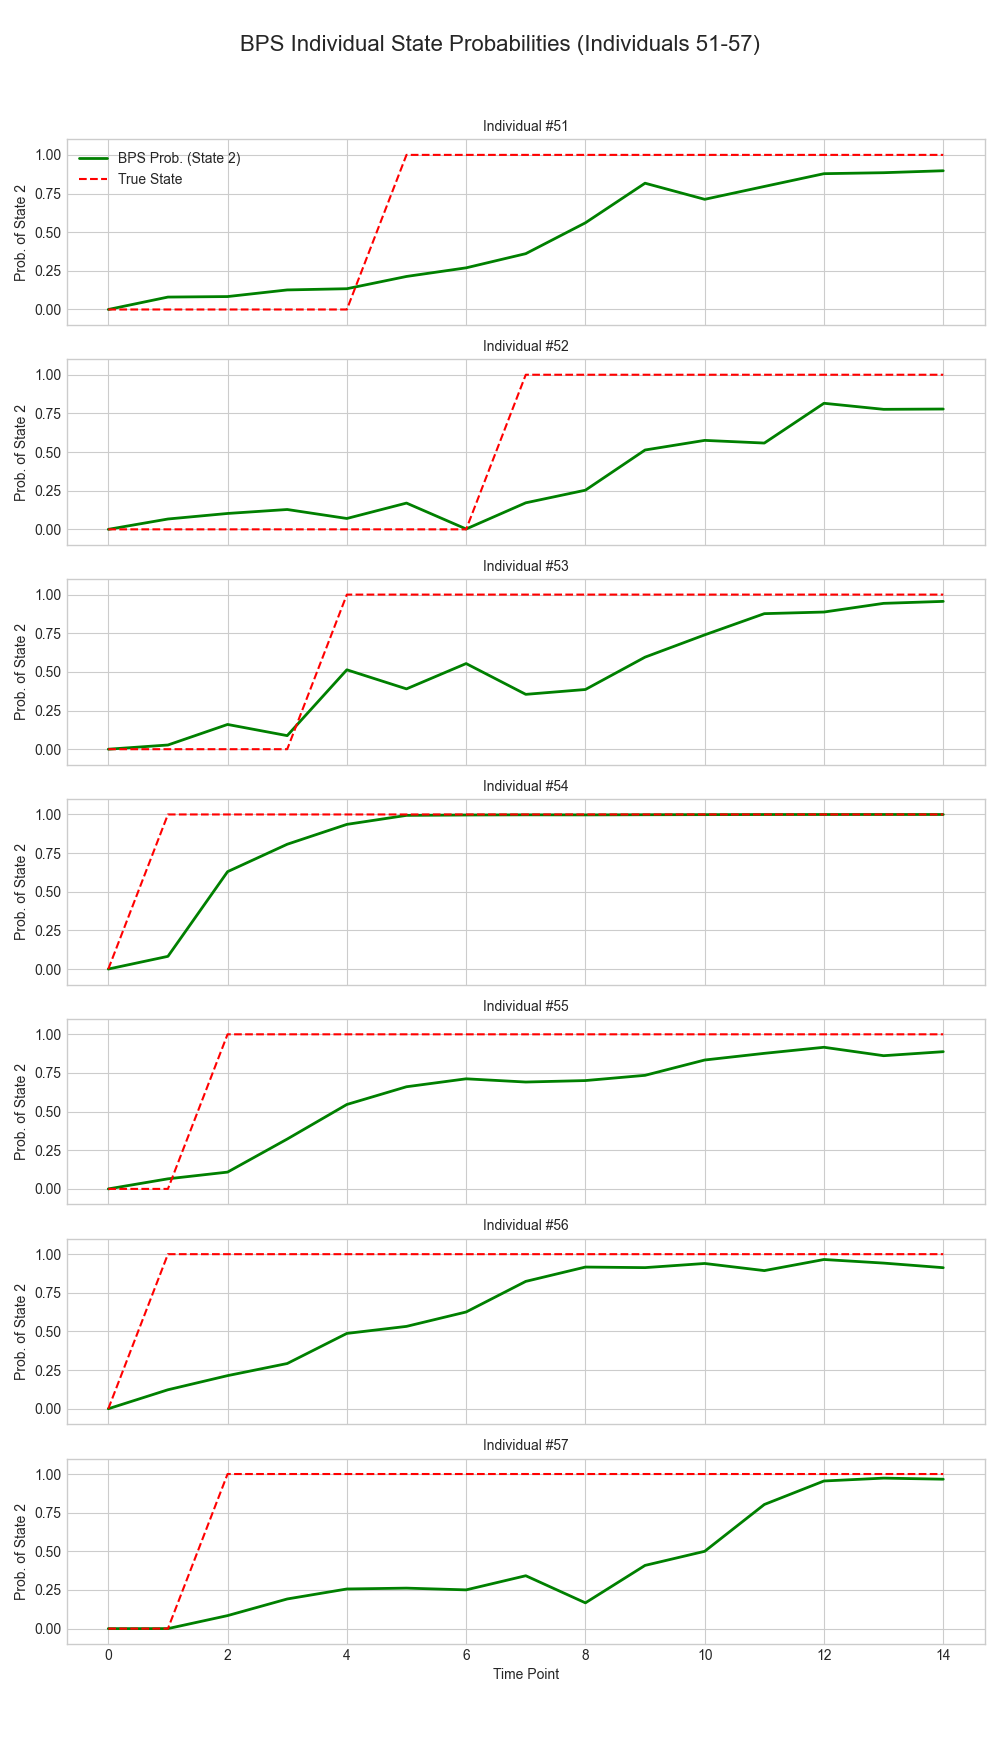 BPS Individual State Probabilities (Individuals 51-57)
Individual #51
BPS Prob. (State 2)
True State
Prob. of State 2
1.00
0.75
0.50
0.25
0.00
Individual #52
Prob. of State 2
1.00
0.75
0.50
0.25
0.00
Individual #53
Prob. of State 2
1.00
0.75
0.50
0.25
0.00
Individual #54
Prob. of State 2
1.00
0.75
0.50
0.25
0.00
Individual #55
Prob. of State 2
1.00
0.75
0.50
0.25
0.00
Individual #56
Prob. of State 2
1.00
0.75
0.50
0.25
0.00
Individual #57
Prob. of State 2
1.00
0.75
0.50
0.25
0.00
0 2 4 6 8 10 12 14
Time Point